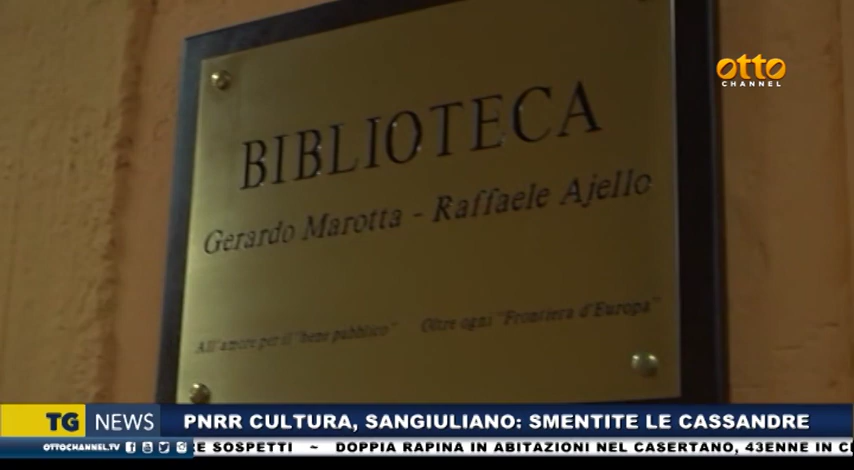 otto
CHANNEL
BIBLIOTECA
Gerardo Marotta - Raffaele Ajello
All'amore per il "bene pubblico" Oltre ogni "Frontiera d'Europa"
TG NEWS PNRR CULTURA, SANGIULIANO: SMENTITE LE CASSANDRE
OTTOCHANNEL.TV RE SOSPETTI ~ DOPPIA RAPINA IN ABITAZIONI NEL CASERTANO, 43ENNE IN C